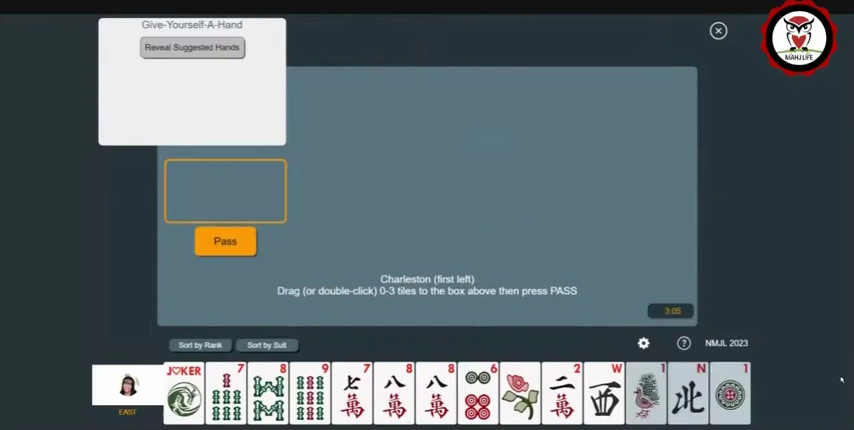 Give-Yourself-A-Hand
Reveal Suggested Hands
MAHJ LIFE
Pass
Charleston (first left)
Drag (or double-click) 0-3 tiles to the box above then press PASS
3:05
Sort by Rank Sort by Suit ? NMJL 2023
JOKER 7 8 9 7 8 8 6 2 W 1 N 1
七 八 八 二 西 北
萬 萬 萬 萬
EAST